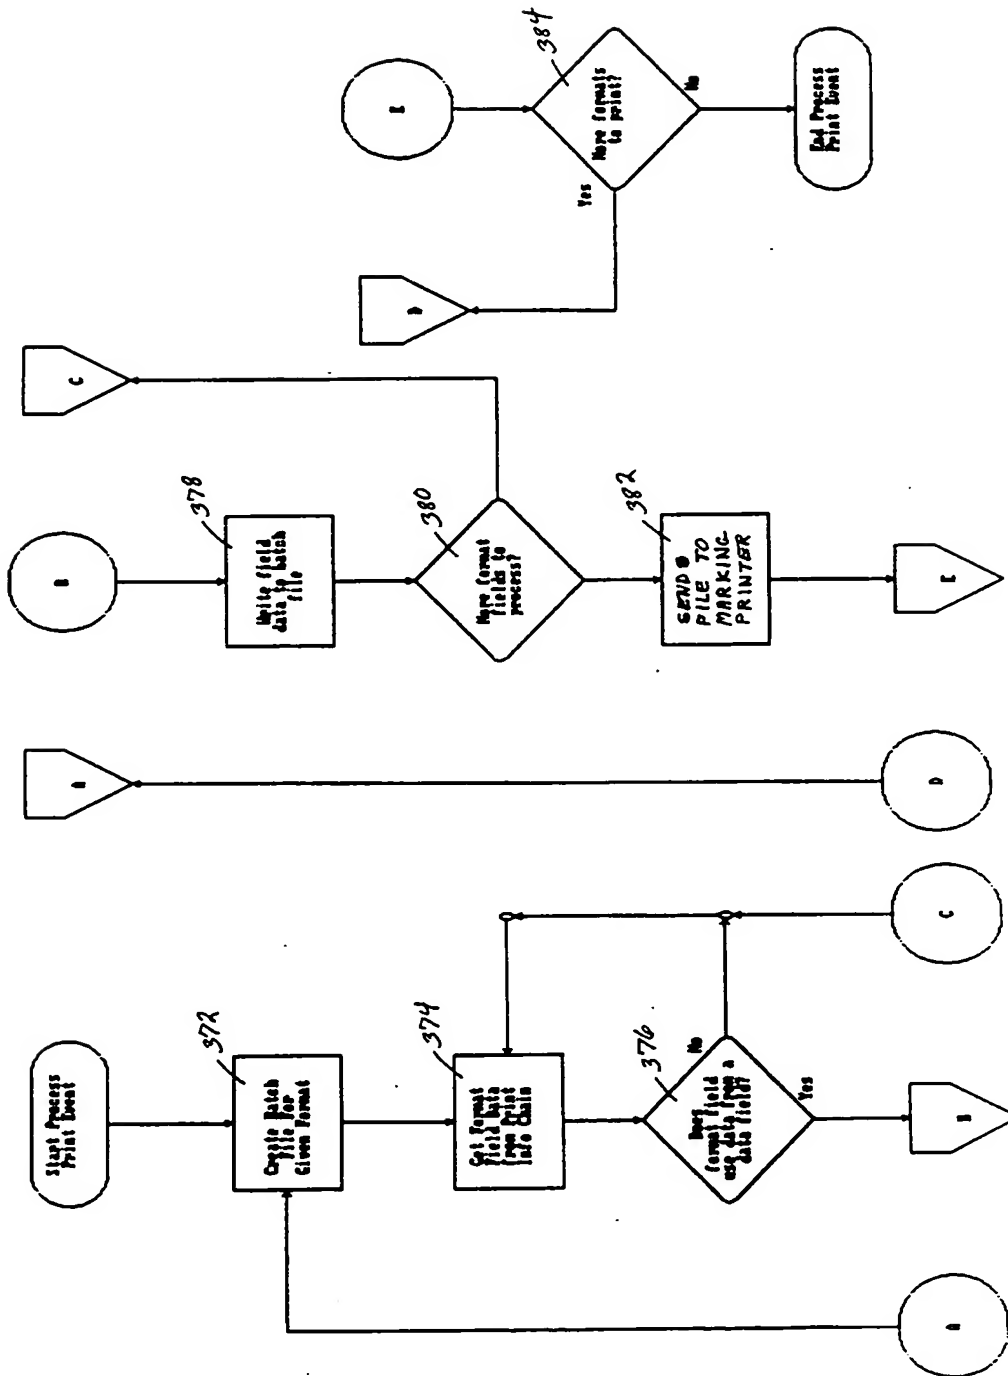 Start Process
Print Event
372
Create Batch
File For
Given Format
374
Get Format
Field Data
from Print
Info Chain
376
Does
format field
use data from a
data field?
No
Yes
B
A
C
A
D
B
378
Write field
data to batch
file
380
More format
fields to
process?
382
SEND
FILE TO
MARKING
PRINTER
E
C
D
E
384
More formats
to print?
Yes
No
End Process
Print Event